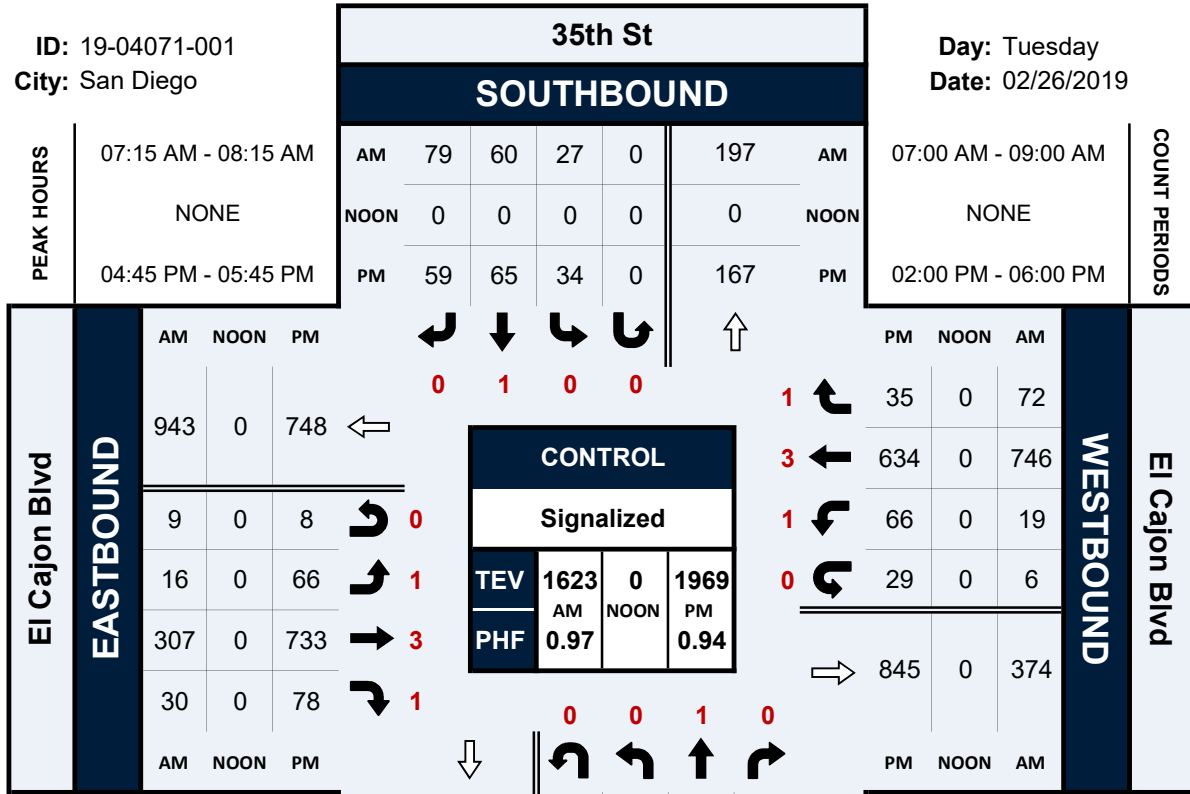 35th St
ID: 19-04071-001
Day: Tuesday
City: San Diego
Date: 02/26/2019
SOUTHBOUND
PEAK HOURS
07:15 AM - 08:15 AM
AM 79 60 27 0 197 AM
07:00 AM - 09:00 AM
COUNT PERIODS
NONE
NOON 0 0 0 0 0 NOON
NONE
04:45 PM - 05:45 PM
PM 59 65 34 0 167 PM
02:00 PM - 06:00 PM
El Cajon Blvd
EASTBOUND
AM NOON PM
943 0 748
9 0 8 0
16 0 66 1
307 0 733 3
30 0 78 1
AM NOON PM
0 1 0 0
CONTROL
Signalized
TEV 1623 0 1969
AM NOON PM
PHF 0.97 0.94
0 0 1 0
PM NOON AM
1 35 0 72
3 634 0 746
1 66 0 19
0 29 0 6
845 0 374
PM NOON AM
WESTBOUND
El Cajon Blvd